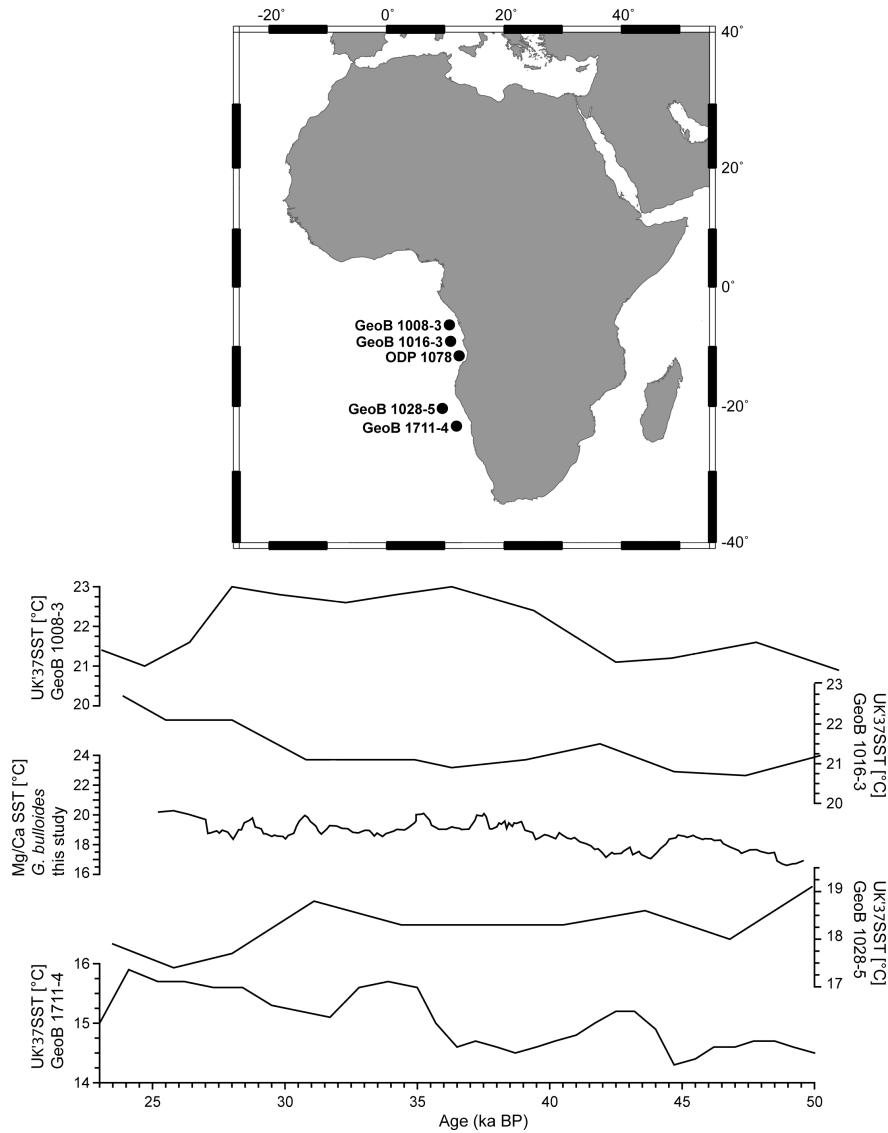 -20° 0° 20° 40°
40°
20°
0°
-20°
-40°
GeoB 1008-3
GeoB 1016-3
ODP 1078
GeoB 1028-5
GeoB 1711-4
UK'37SST [°C]
GeoB 1008-3
23
22
21
20
23
22
21
20
UK'37SST [°C]
GeoB 1016-3
Mg/Ca SST [°C]
G. bulloides
this study
24
22
20
18
16
19
18
17
UK'37SST [°C]
GeoB 1028-5
UK'37SST [°C]
GeoB 1711-4
16
15
14
25 30 35 40 45 50
Age (ka BP)